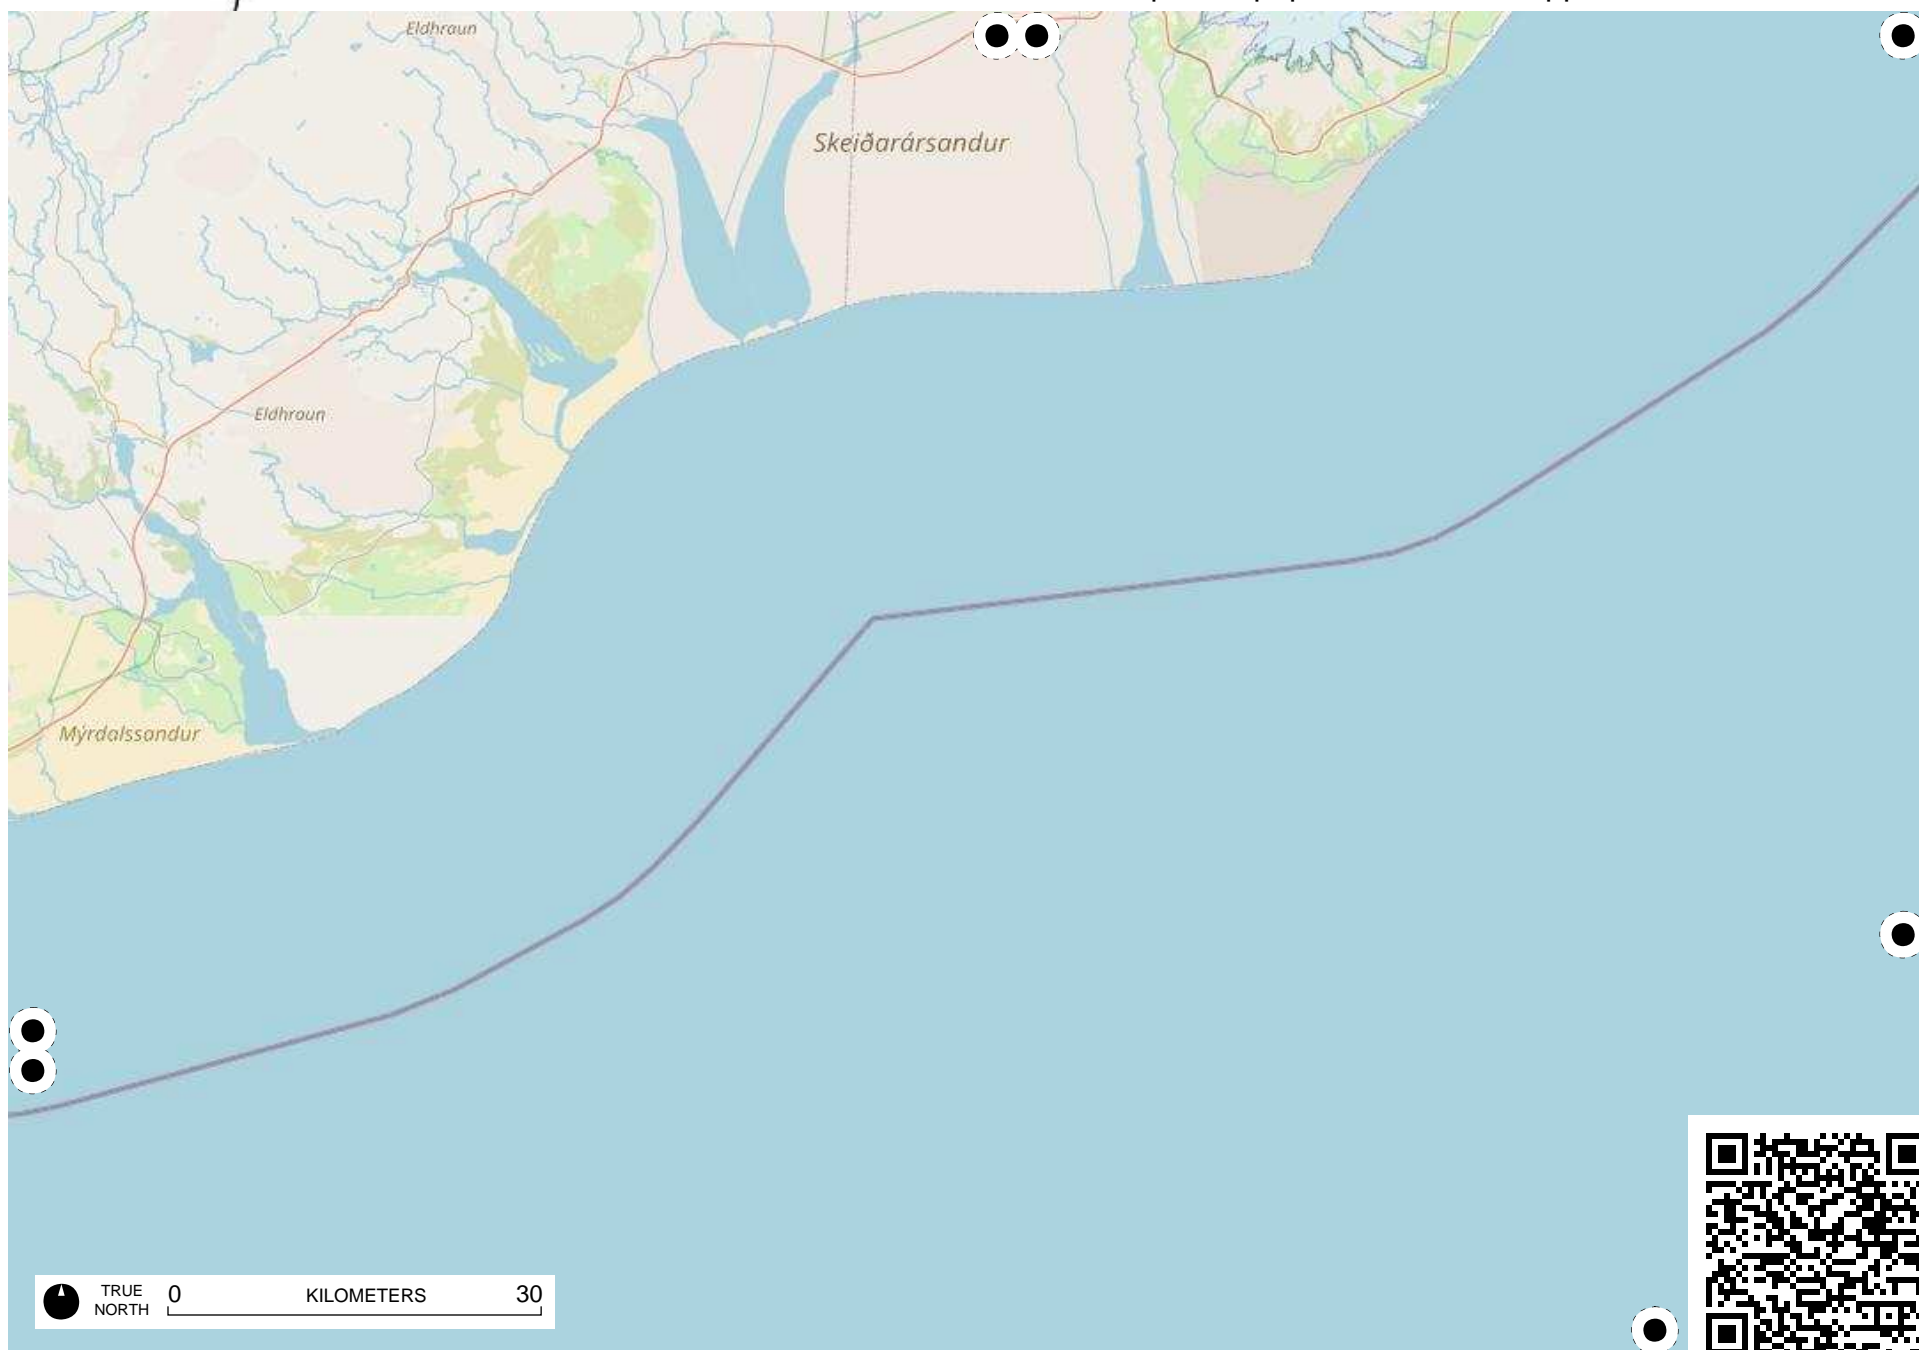 Eldhraun
Skeiðarársandur
Eldhraun
Mýrdalssandur
TRUE
NORTH
0 KILOMETERS 30